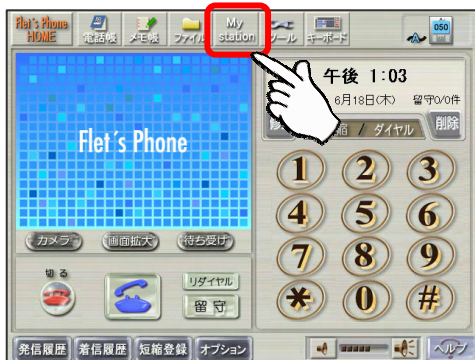 Flet's Phone
HOME
電話帳
メモ帳
ファイル
My
station
ツール
キーボード
050
午後 1:03
6月18日(木) 留守0/0件
/ ダイヤル
削除
Flet's Phone
1 2 3
4 5 6
7 8 9
* 0 #
カメラ 画面拡大 待ち受け
切る
リダイヤル
留守
発信履歴 着信履歴 短縮登録 オプション
ヘルプ